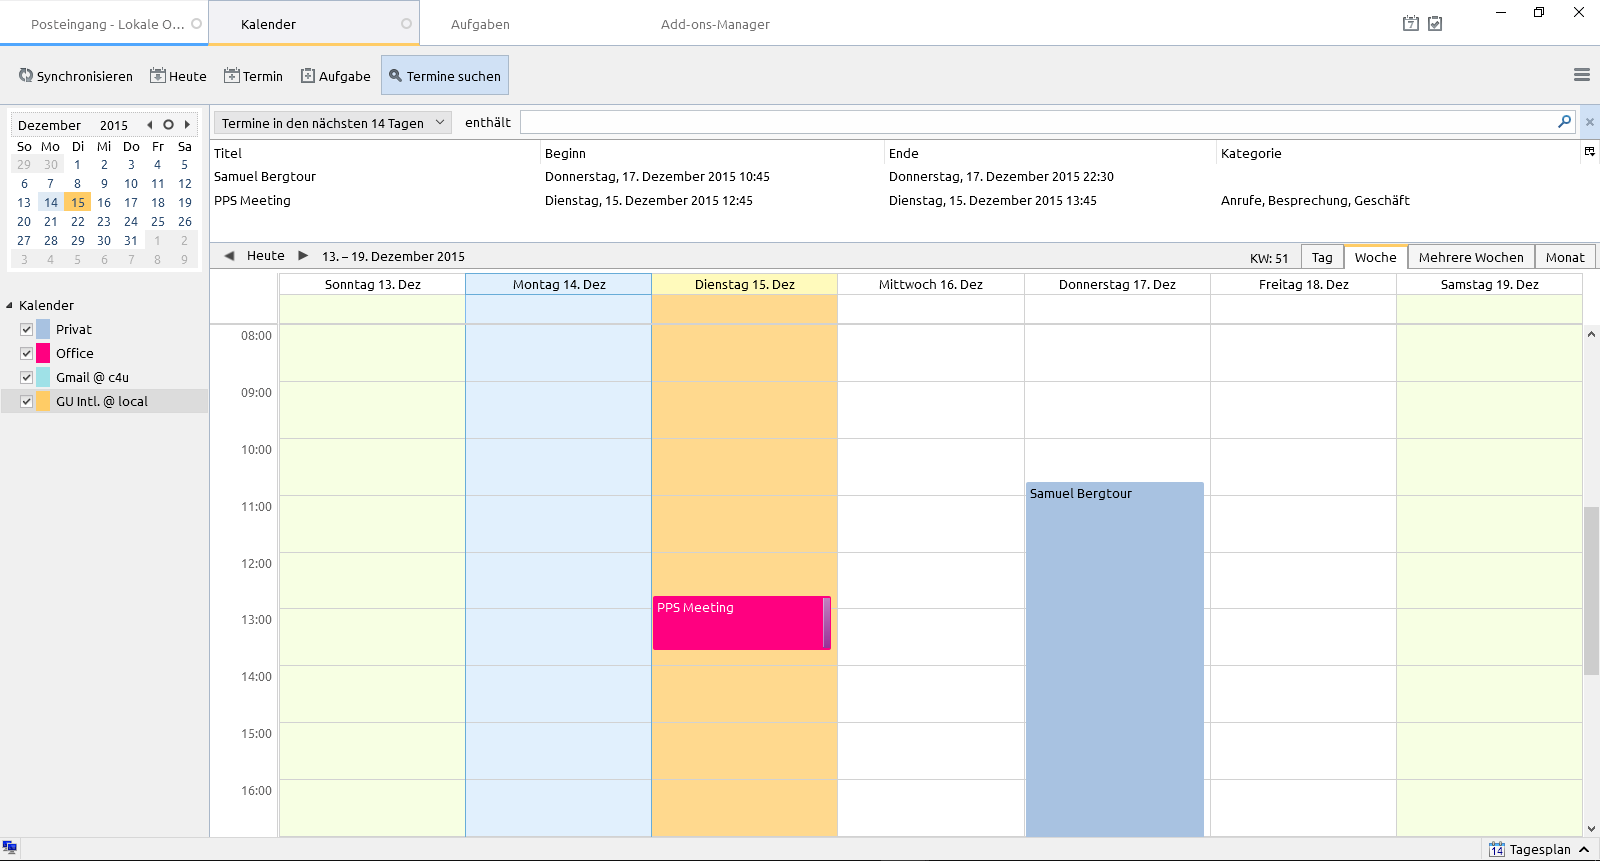 Posteingang - Lokale O...
Kalender
Aufgaben
Add-ons-Manager
7
Synchronisieren
Heute
Termin
Aufgabe
Termine suchen
Dezember 2015
So Mo Di Mi Do Fr Sa
29 30 1 2 3 4 5
6 7 8 9 10 11 12
13 14 15 16 17 18 19
20 21 22 23 24 25 26
27 28 29 30 31 1 2
3 4 5 6 7 8 9
Kalender
Privat
Office
Gmail @ c4u
GU Intl. @ local
Termine in den nächsten 14 Tagen
enthält
Titel Beginn Ende Kategorie
Samuel Bergtour Donnerstag, 17. Dezember 2015 10:45 Donnerstag, 17. Dezember 2015 22:30
PPS Meeting Dienstag, 15. Dezember 2015 12:45 Dienstag, 15. Dezember 2015 13:45 Anrufe, Besprechung, Geschäft
Heute 13. – 19. Dezember 2015 KW: 51 Tag Woche Mehrere Wochen Monat
Sonntag 13. Dez Montag 14. Dez Dienstag 15. Dez Mittwoch 16. Dez Donnerstag 17. Dez Freitag 18. Dez Samstag 19. Dez
08:00
09:00
10:00
Samuel Bergtour
11:00
12:00
PPS Meeting
13:00
14:00
15:00
16:00
14 Tagesplan